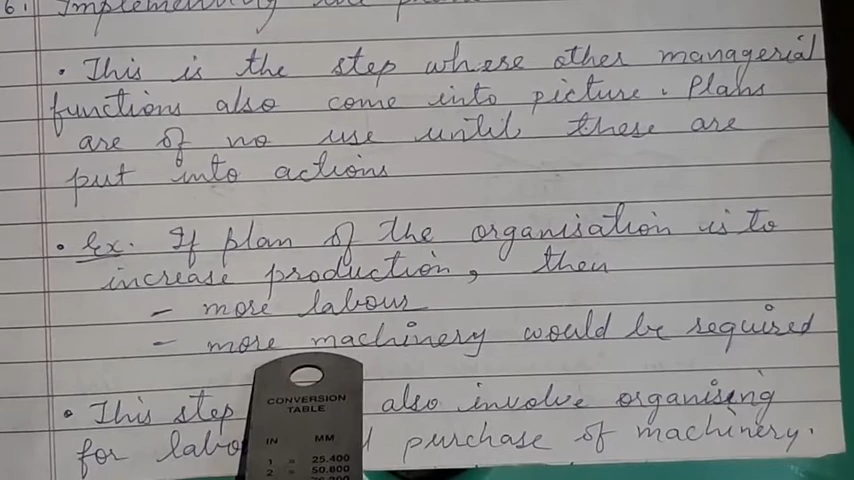 6. Implementing the
• This is the step where other managerial
functions also come into picture. Plans
are of no use until these are
put into actions
• Ex. If plan of the organisation is to
increase production, then
- more labour
- more machinery would be required
• This step also involve organising
for purchase of machinery.
CONVERSION
TABLE
IN MM
1 = 25.400
2 = 50.800